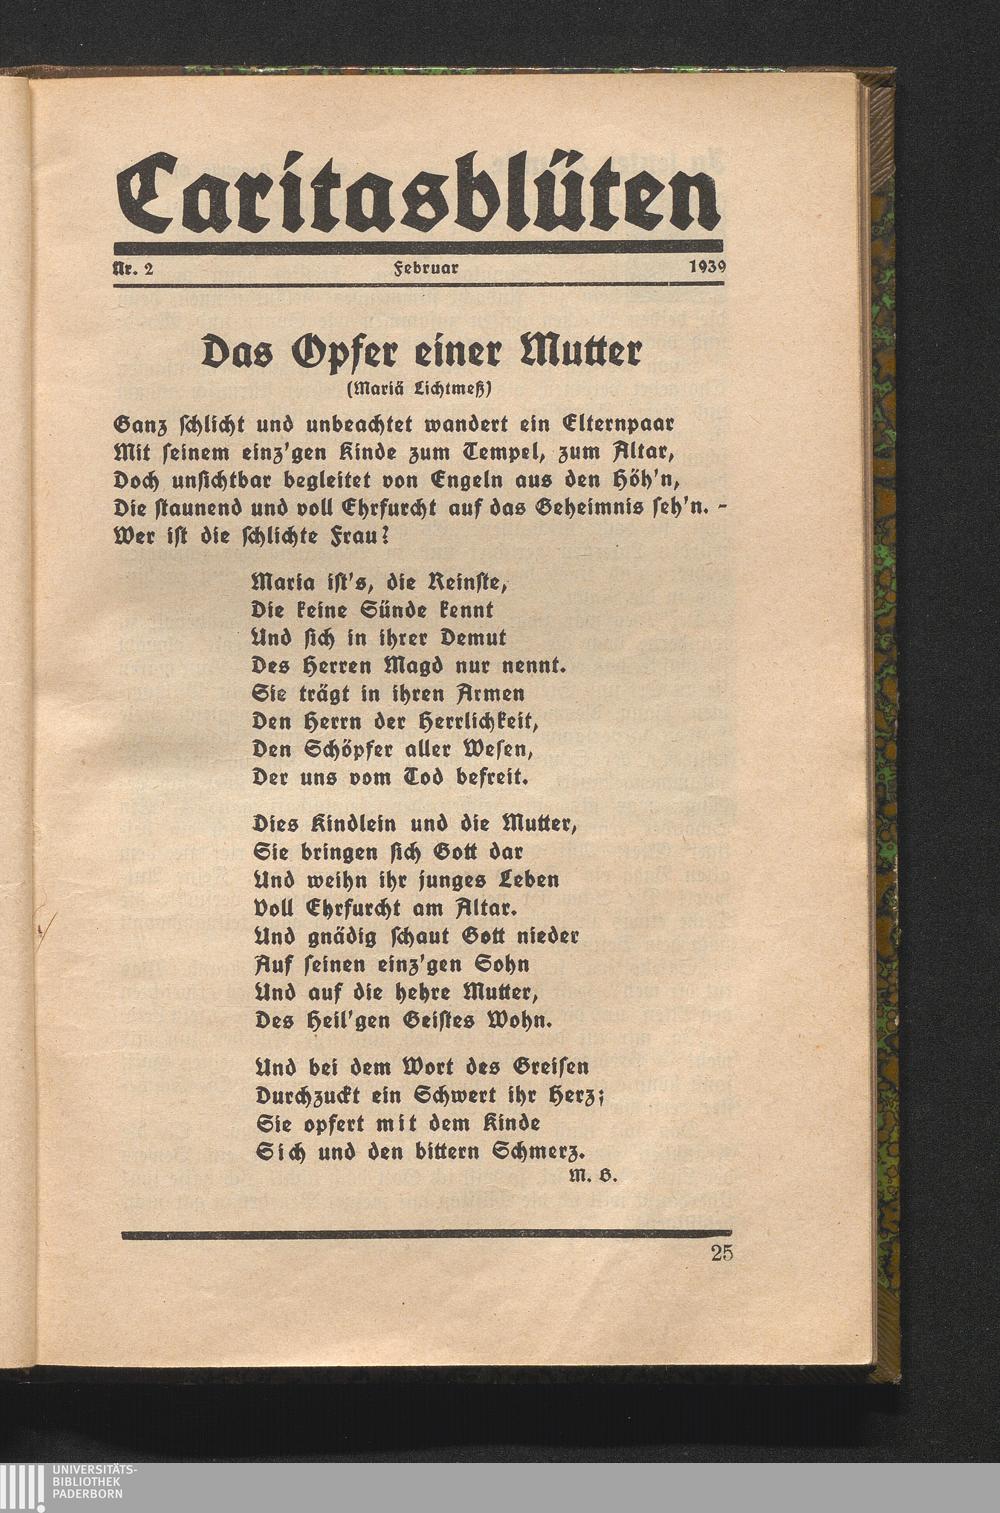 Caritasblüten
Nr. 2 Februar 1939
Das Opfer einer Mutter
(Mariä Lichtmeß)
Ganz schlicht und unbeachtet wandert ein Elternpaar
Mit seinem einz'gen Kinde zum Tempel, zum Altar,
Doch unsichtbar begleitet von Engeln aus den Höh'n,
Die staunend und voll Ehrfurcht auf das Geheimnis seh'n. -
Wer ist die schlichte Frau?
Maria ist's, die Reinste,
Die keine Sünde kennt
Und sich in ihrer Demut
Des Herren Magd nur nennt.
Sie trägt in ihren Armen
Den Herrn der Herrlichkeit,
Den Schöpfer aller Wesen,
Der uns vom Tod befreit.
Dies Kindlein und die Mutter,
Sie bringen sich Gott dar
Und weihn ihr junges Leben
Voll Ehrfurcht am Altar.
Und gnädig schaut Gott nieder
Auf seinen einz'gen Sohn
Und auf die hehre Mutter,
Des Heil'gen Geistes Wohn.
Und bei dem Wort des Greisen
Durchzuckt ein Schwert ihr Herz;
Sie opfert mit dem Kinde
Sich und den bittern Schmerz.
M. B.
25
UNIVERSITÄTS-
BIBLIOTHEK
PADERBORN